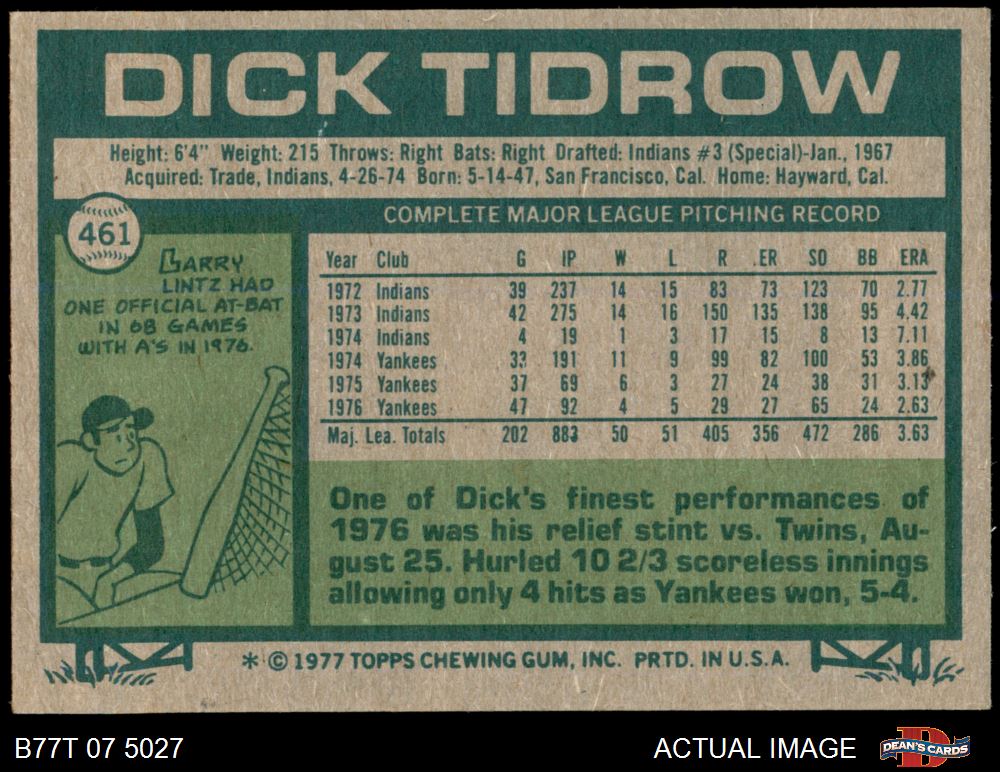 DICK TIDROW
Height: 6'4" Weight: 215 Throws: Right Bats: Right Drafted: Indians #3 (Special)-Jan., 1967
Acquired: Trade, Indians, 4-26-74 Born: 5-14-47, San Francisco, Cal. Home: Hayward, Cal.
461
LARRY
LINTZ HAD
ONE OFFICIAL AT-BAT
IN 68 GAMES
WITH A'S IN 1976.
COMPLETE MAJOR LEAGUE PITCHING RECORD
Year Club G IP W L R ER SO BB ERA
1972 Indians 39 237 14 15 83 73 123 70 2.77
1973 Indians 42 275 14 16 150 135 138 95 4.42
1974 Indians 4 19 1 3 17 15 8 13 7.11
1974 Yankees 33 191 11 9 99 82 100 53 3.86
1975 Yankees 37 69 6 3 27 24 38 31 3.13
1976 Yankees 47 92 4 5 29 27 65 24 2.63
Maj. Lea. Totals 202 883 50 51 405 356 472 286 3.63
One of Dick's finest performances of
1976 was his relief stint vs. Twins, Au-
gust 25. Hurled 10 2/3 scoreless innings
allowing only 4 hits as Yankees won, 5-4.
* © 1977 TOPPS CHEWING GUM, INC. PRTD. IN U.S.A.
B77T 07 5027
ACTUAL IMAGE
D
DEAN'S CARDS